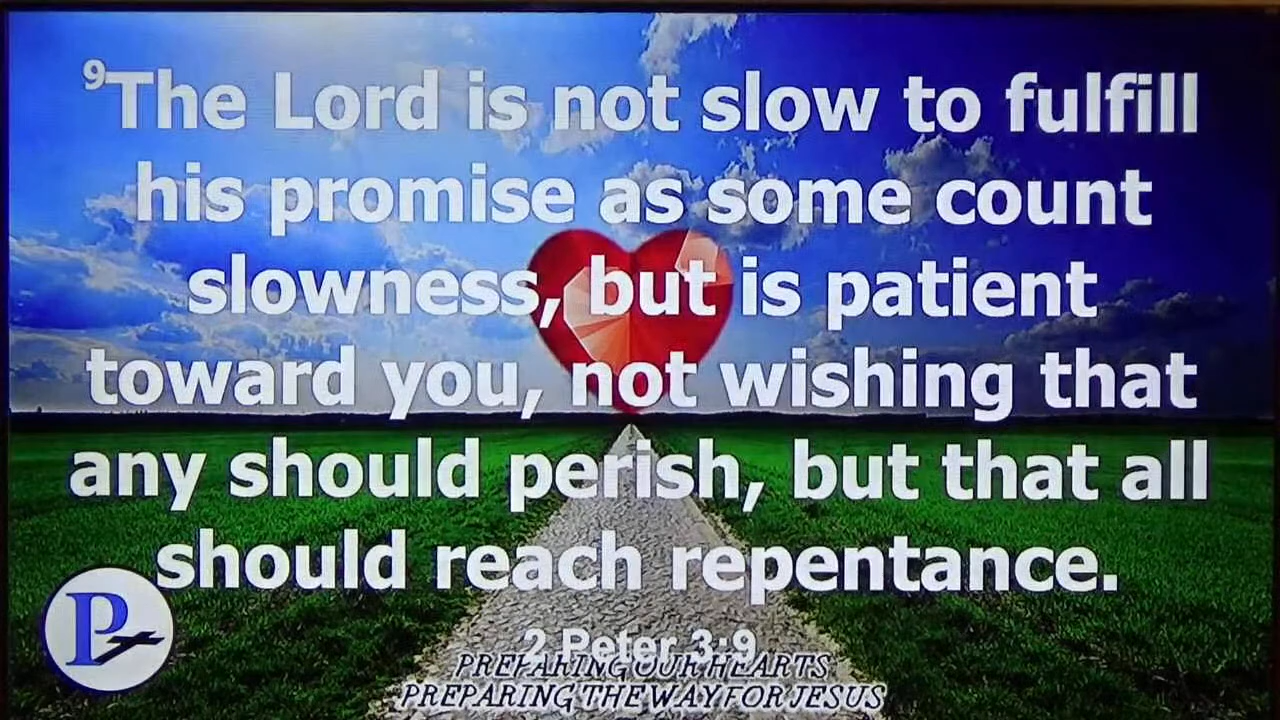 9The Lord is not slow to fulfill
his promise as some count
slowness, but is patient
toward you, not wishing that
any should perish, but that all
should reach repentance.
2 Peter 3:9
PREPARING OUR HEARTS
PREPARING THE WAY FOR JESUS
P